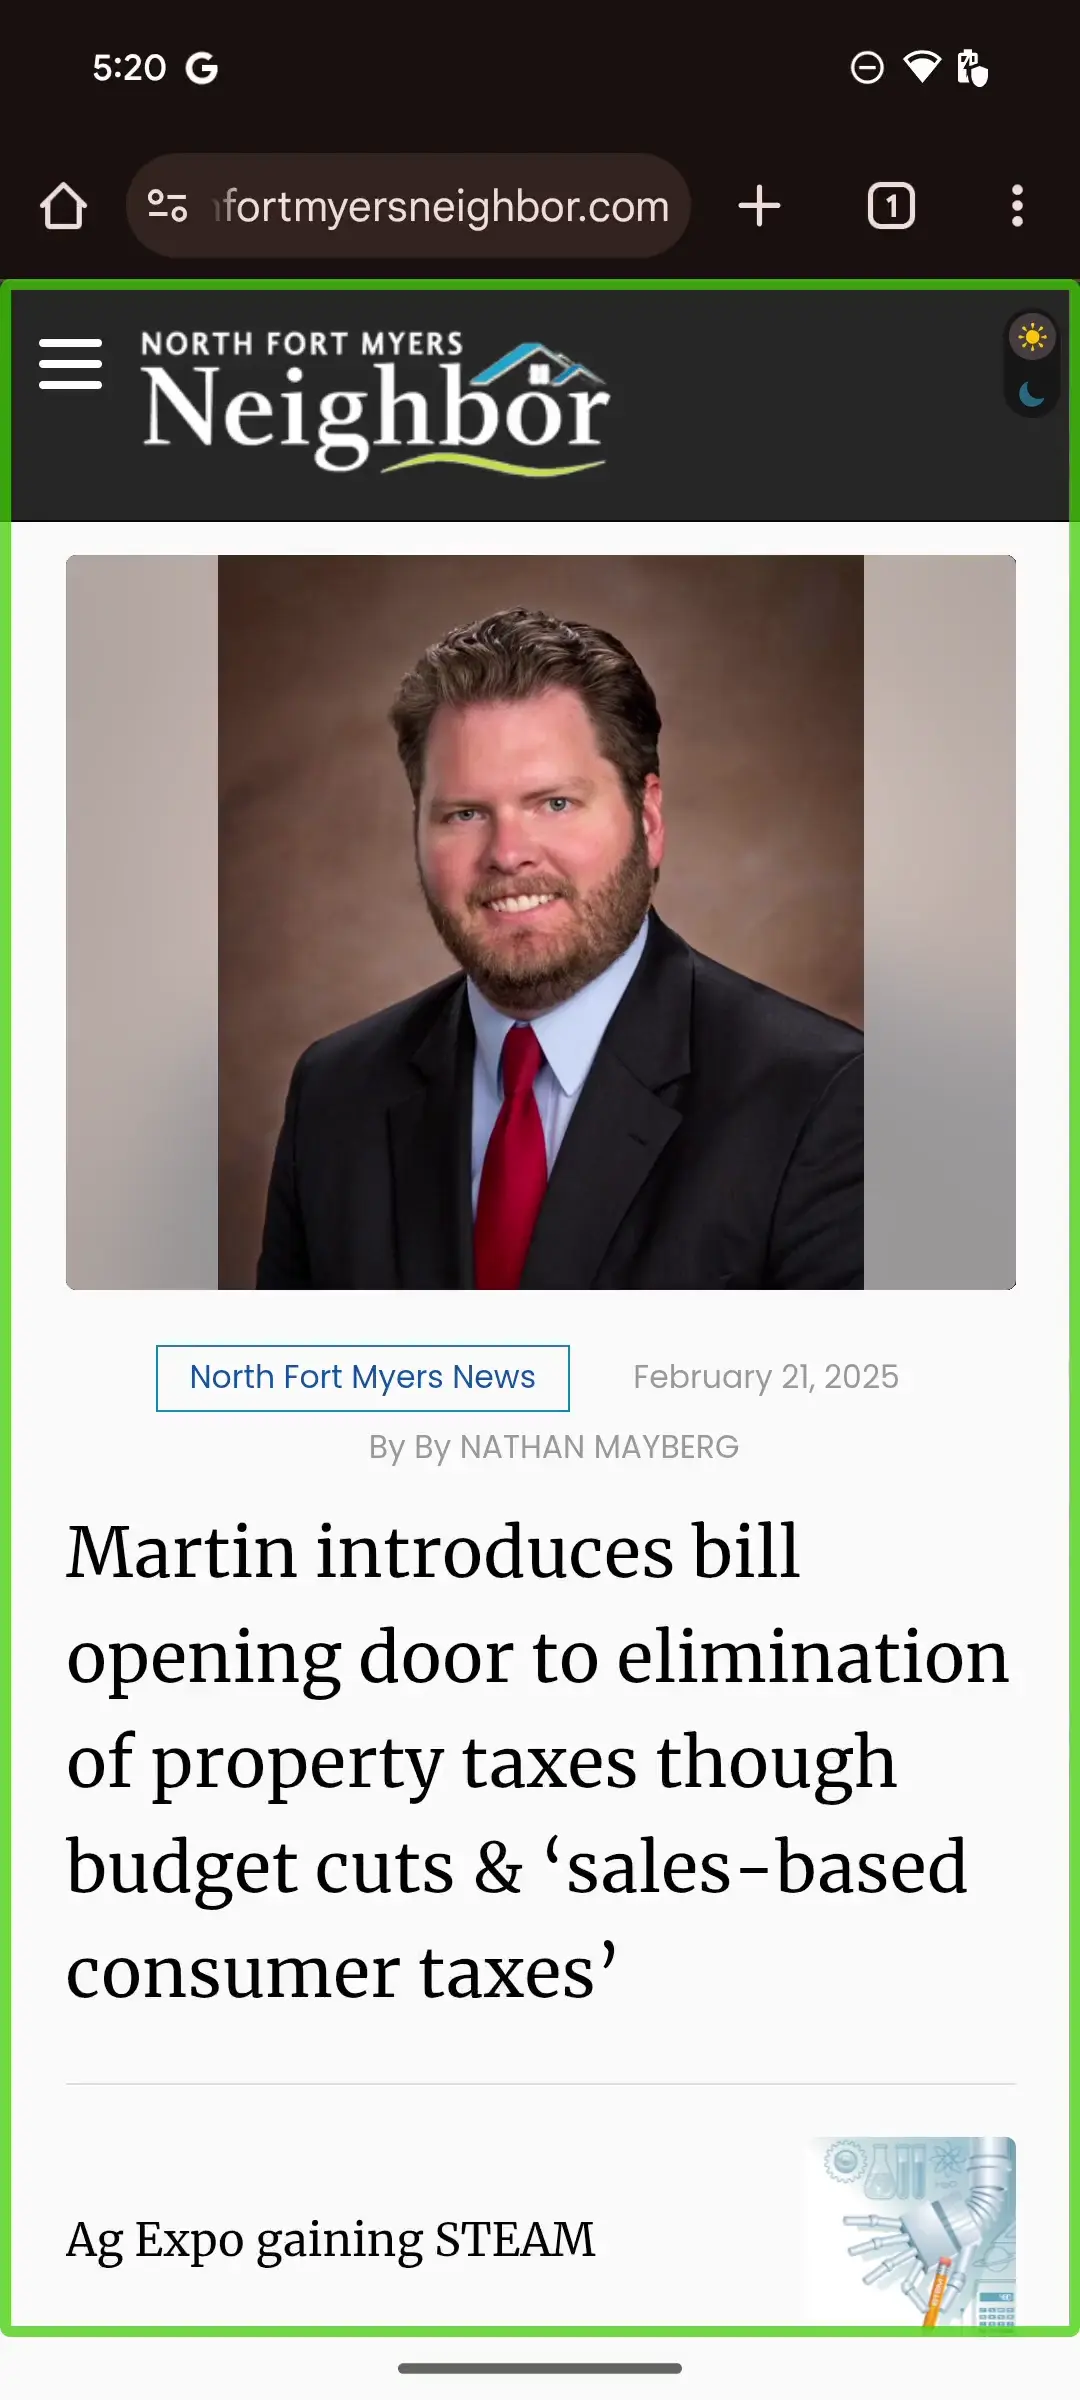 5:20
fortmyersneighbor.com
1
NORTH FORT MYERS
Neighbor
North Fort Myers News
February 21, 2025
By By NATHAN MAYBERG
Martin introduces bill
opening door to elimination
of property taxes though
budget cuts & ‘sales-based
consumer taxes’
Ag Expo gaining STEAM